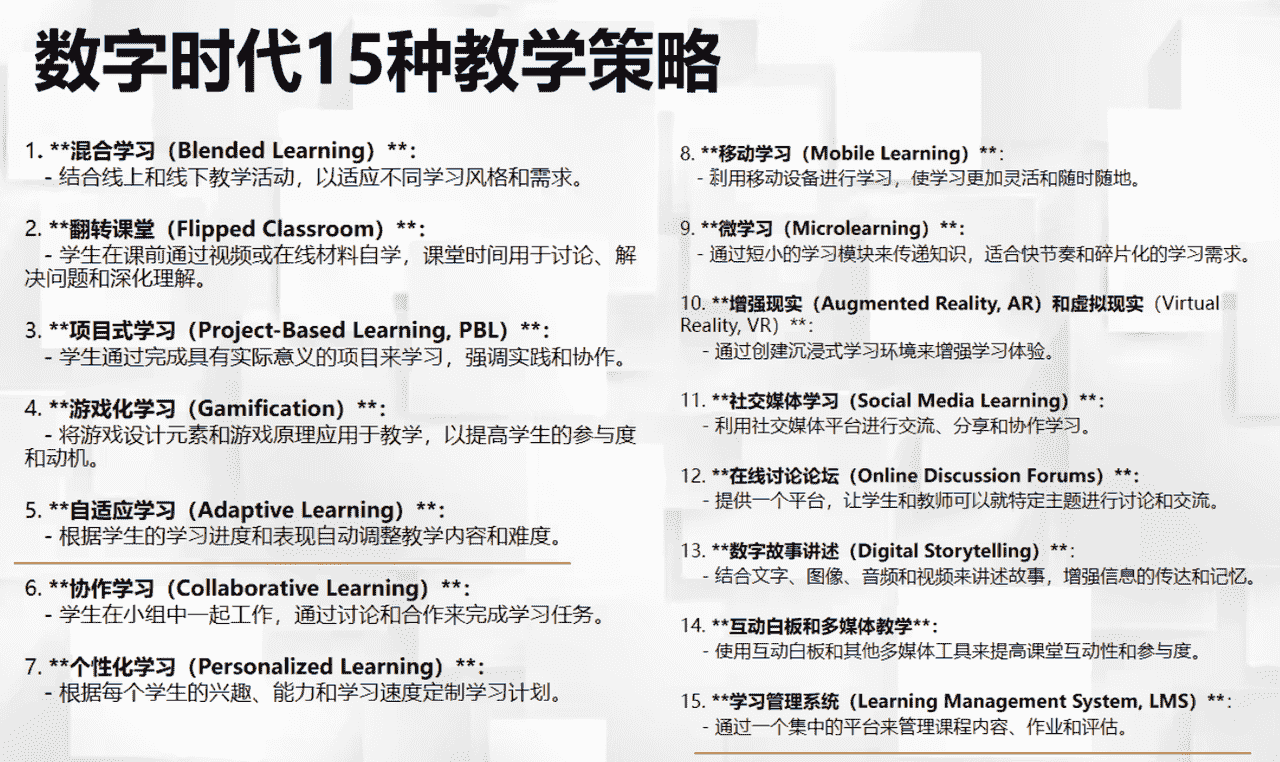 数字时代15种教学策略
1. **混合学习（Blended Learning）**：
- 结合线上和线下教学活动，以适应不同学习风格和需求。
2. **翻转课堂（Flipped Classroom）**：
- 学生在课前通过视频或在线材料自学，课堂时间用于讨论、解
决问题和深化理解。
3. **项目式学习（Project-Based Learning, PBL）**：
- 学生通过完成具有实际意义的项目来学习，强调实践和协作。
4. **游戏化学习（Gamification）**：
- 将游戏设计元素和游戏原理应用于教学，以提高学生的参与度
和动机。
5. **自适应学习（Adaptive Learning）**：
- 根据学生的学习进度和表现自动调整教学内容和难度。
6. **协作学习（Collaborative Learning）**：
- 学生在小组中一起工作，通过讨论和合作来完成学习任务。
7. **个性化学习（Personalized Learning）**：
- 根据每个学生的兴趣、能力和学习速度定制学习计划。
8. **移动学习（Mobile Learning）**：
- 利用移动设备进行学习，使学习更加灵活和随时随地。
9. **微学习（Microlearning）**：
- 通过短小的学习模块来传递知识，适合快节奏和碎片化的学习需求。
10. **增强现实（Augmented Reality, AR）和虚拟现实（Virtual
Reality, VR）**：
- 通过创建沉浸式学习环境来增强学习体验。
11. **社交媒体学习（Social Media Learning）**：
- 利用社交媒体平台进行交流、分享和协作学习。
12. **在线讨论论坛（Online Discussion Forums）**：
- 提供一个平台，让学生和教师可以就特定主题进行讨论和交流。
13. **数字故事讲述（Digital Storytelling）**：
- 结合文字、图像、音频和视频来讲述故事，增强信息的传达和记忆。
14. **互动白板和多媒体教学**：
- 使用互动白板和其他多媒体工具来提高课堂互动性和参与度。
15. **学习管理系统（Learning Management System, LMS）**：
- 通过一个集中的平台来管理课程内容、作业和评估。